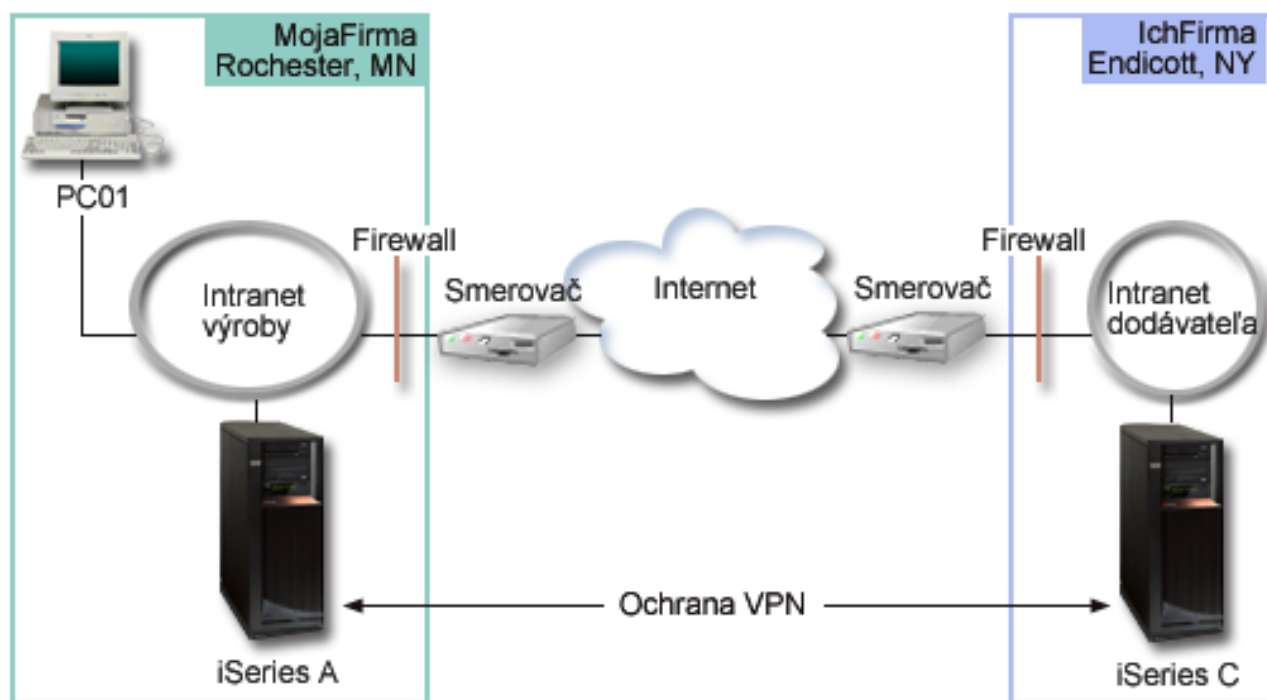 MojaFirma
Rochester, MN
IchFirma
Endicott, NY
PC01
Firewall
Intranet
výroby
Smerovač
Internet
Smerovač
Firewall
Intranet
dodávateľa
Ochrana VPN
iSeries A
iSeries C